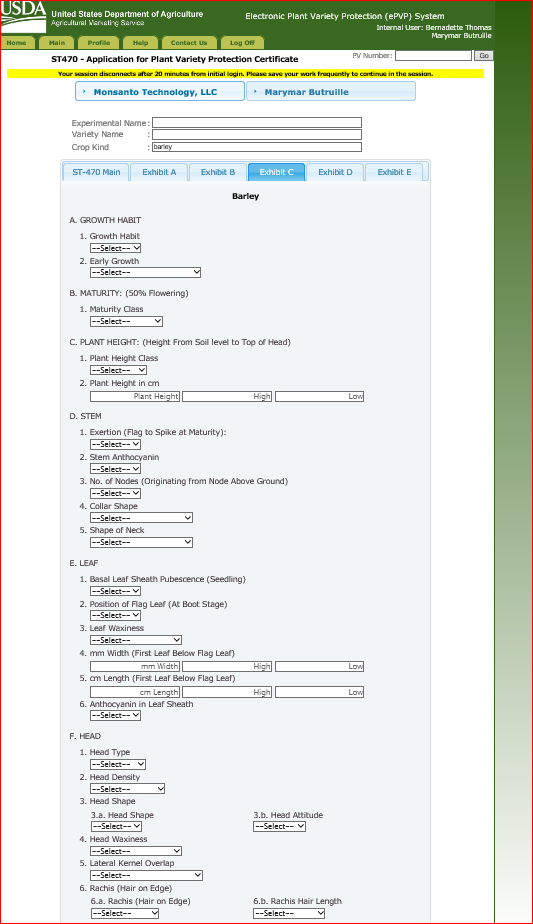 USDA
United States Department of Agriculture
Agricultural Marketing Service
Electronic Plant Variety Protection (ePVP) System
Internal User: Bernadette Thomas
Marymar Butruille
Home Main Profile Help Contact Us Log Off
ST470 - Application for Plant Variety Protection Certificate
PV Number: Go
Your session disconnects after 20 minutes from initial login. Please save your work frequently to continue in the session.
Monsanto Technology, LLC Marymar Butruille
Experimental Name :
Variety Name :
Crop Kind : barley
ST-470 Main Exhibit A Exhibit B Exhibit C Exhibit D Exhibit E
Barley
A. GROWTH HABIT
1. Growth Habit
--Select--
2. Early Growth
--Select--
B. MATURITY: (50% Flowering)
1. Maturity Class
--Select--
C. PLANT HEIGHT: (Height From Soil level to Top of Head)
1. Plant Height Class
--Select--
2. Plant Height in cm
Plant Height High Low
D. STEM
1. Exertion (Flag to Spike at Maturity):
--Select--
2. Stem Anthocyanin
--Select--
3. No. of Nodes (Originating from Node Above Ground)
--Select--
4. Collar Shape
--Select--
5. Shape of Neck
--Select--
E. LEAF
1. Basal Leaf Sheath Pubescence (Seedling)
--Select--
2. Position of Flag Leaf (At Boot Stage)
--Select--
3. Leaf Waxiness
--Select--
4. mm Width (First Leaf Below Flag Leaf)
mm Width High Low
5. cm Length (First Leaf Below Flag Leaf)
cm Length High Low
6. Anthocyanin in Leaf Sheath
--Select--
F. HEAD
1. Head Type
--Select--
2. Head Density
--Select--
3. Head Shape
3.a. Head Shape 3.b. Head Attitude
--Select-- --Select--
4. Head Waxiness
--Select--
5. Lateral Kernel Overlap
--Select--
6. Rachis (Hair on Edge)
6.a. Rachis (Hair on Edge) 6.b. Rachis Hair Length
--Select-- --Select--